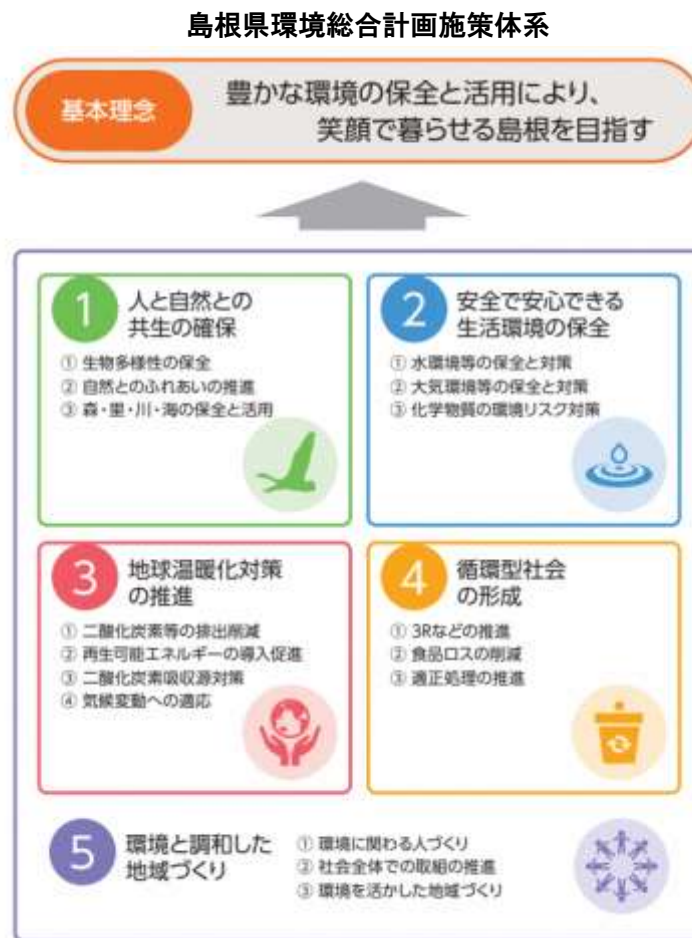 島根県環境総合計画施策体系
基本理念
豊かな環境の保全と活用により、
笑顔で暮らせる島根を目指す
1
人と自然との
共生の確保
① 生物多様性の保全
② 自然とのふれあいの推進
③ 森・里・川・海の保全と活用
2
安全で安心できる
生活環境の保全
① 水環境等の保全と対策
② 大気環境等の保全と対策
③ 化学物質の環境リスク対策
3
地球温暖化対策
の推進
① 二酸化炭素等の排出削減
② 再生可能エネルギーの導入促進
③ 二酸化炭素吸収源対策
④ 気候変動への適応
4
循環型社会
の形成
① 3Rなどの推進
② 食品ロスの削減
③ 適正処理の推進
5
環境と調和した
地域づくり
① 環境に関わる人づくり
② 社会全体での取組の推進
③ 環境を活かした地域づくり